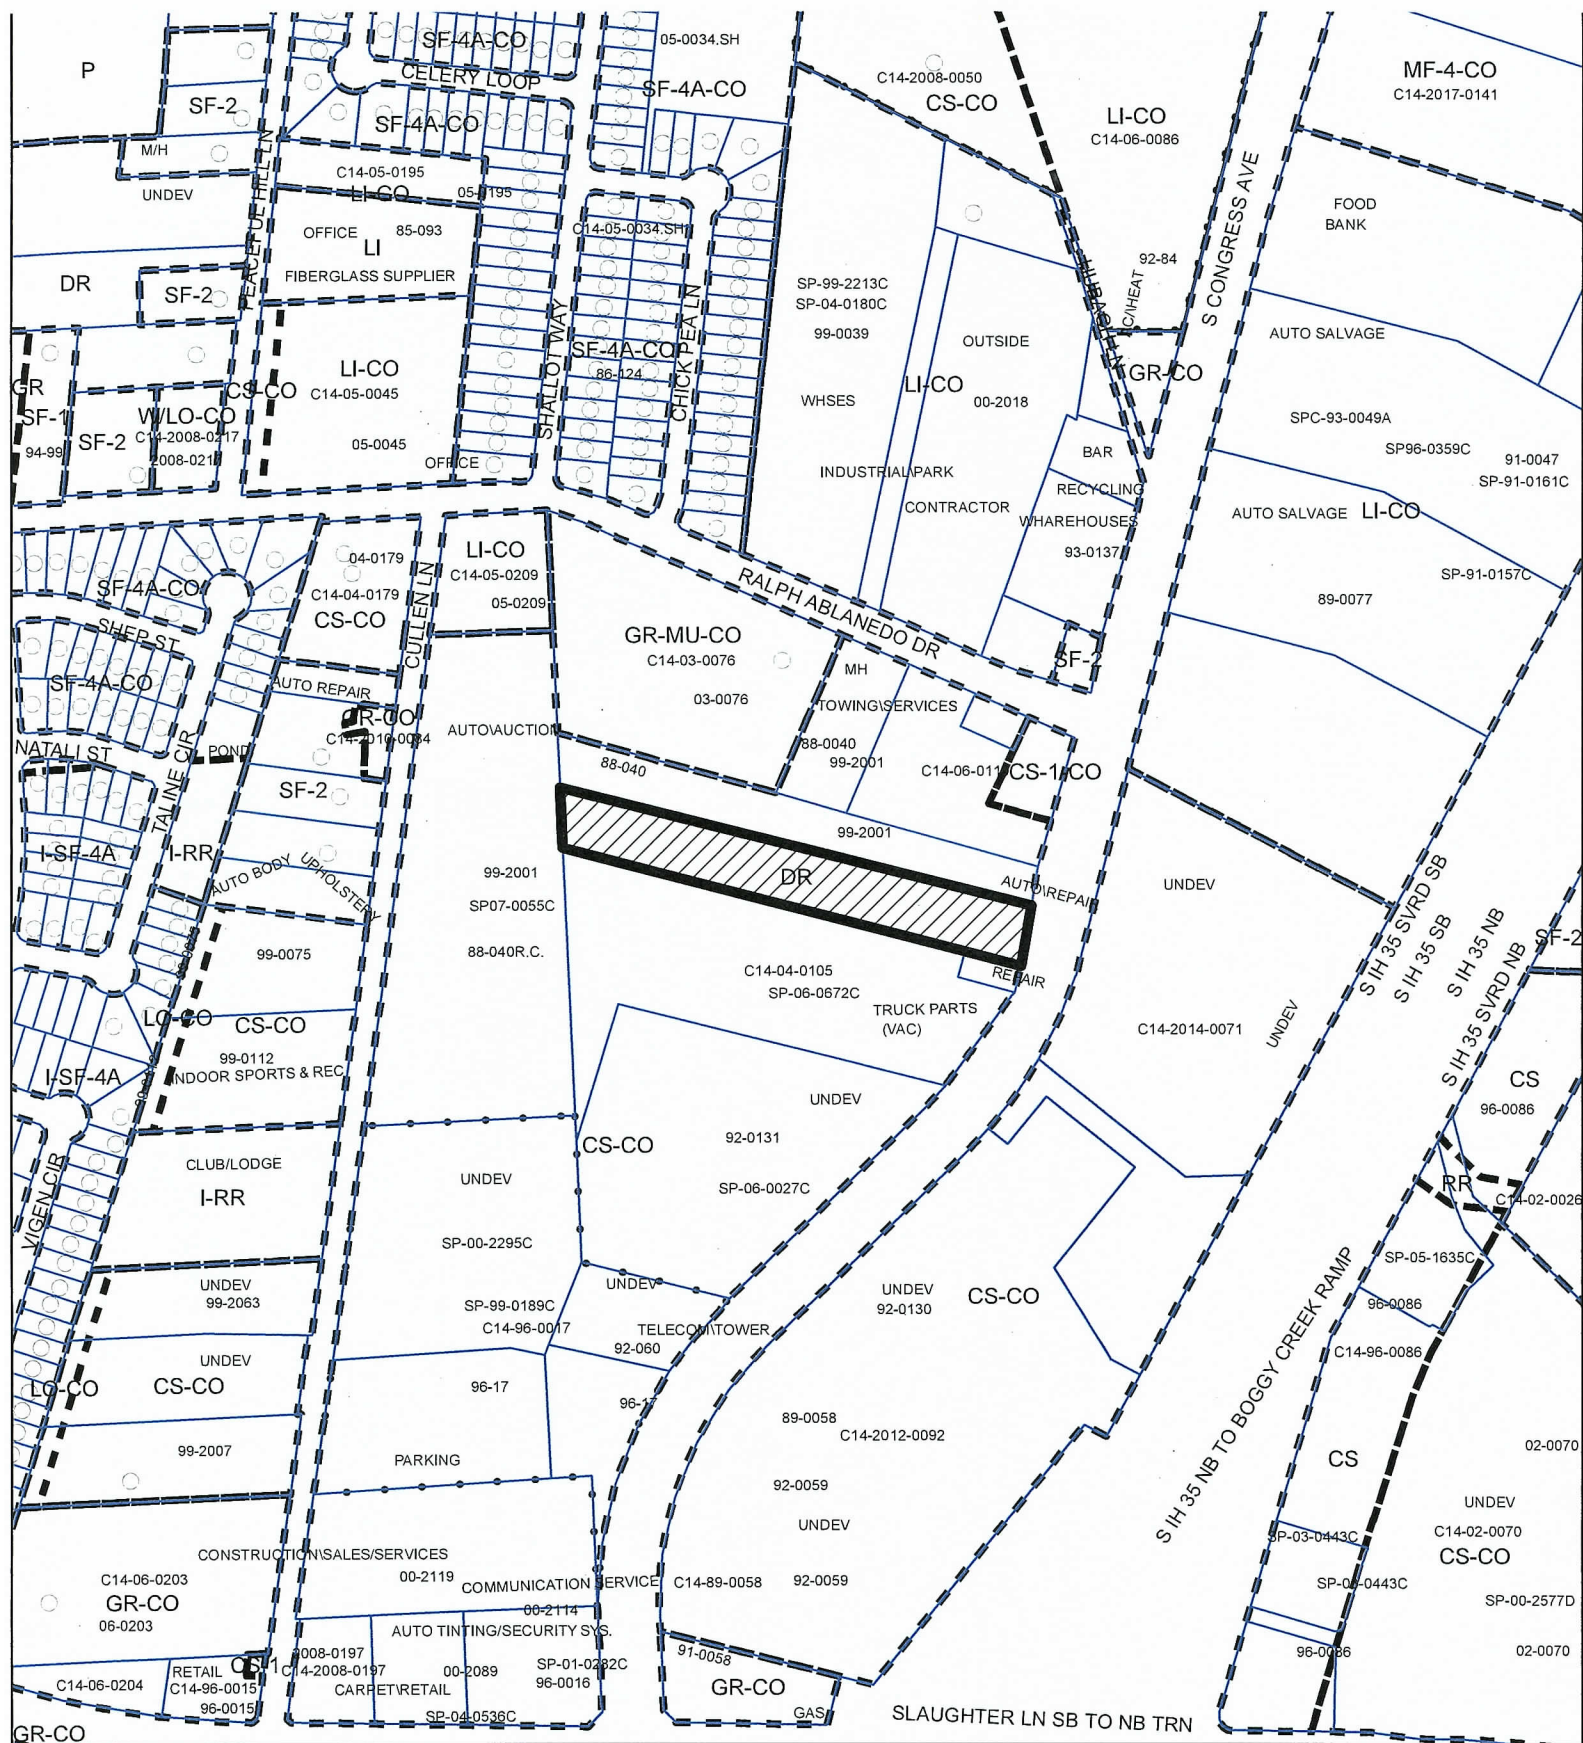 P
SF-2
M/H
UNDEV
DR
SF-2
SF-4A-CO
CELERY LOOP
SF-4A-CO
05-0034.SH
SF-4A-CO
C14-05-0195
LI-CO
05-0195
OFFICE
85-093
LI
FIBERGLASS SUPPLIER
PEACEFUL HILL LN
C14-05-0034.SH
SHALLOT WAY
SF-4A-CO
86-124
CHICK PEA LN
C14-2008-0050
CS-CO
LI-CO
C14-06-0086
MF-4-CO
C14-2017-0141
S CONGRESS AVE
FOOD
BANK
92-84
GR-CO
SP-99-2213C
SP-04-0180C
99-0039
OUTSIDE
LI-CO
00-2018
WHSES
INDUSTRIAL\PARK
CONTRACTOR
BAR
RECYCLING
WHAREHOUSES
93-0137
AUTO SALVAGE
SPC-93-0049A
SP96-0359C
91-0047
SP-91-0161C
AUTO SALVAGE
LI-CO
SP-91-0157C
89-0077
GR
SF-1
94-99
SF-2
W/LO-CO
C14-2008-0217
CS-CO
LI-CO
C14-05-0045
05-0045
OFFICE
SF-4A-CO
SHEP ST
SF-4A-CO
04-0179
C14-04-0179
CS-CO
CULLEN LN
LI-CO
C14-05-0209
05-0209
RALPH ABLANEDO DR
GR-MU-CO
C14-03-0076
03-0076
SF-2
MH
TOWING\SERVICES
88-0040
99-2001
CS-1-CO
AUTO REPAIR
GR-CO
C14-2010-0084
AUTO\AUCTION
88-040
NATALI ST
POND
TALINE CIR
SF-2
99-2001
I-SF-4A
I-RR
AUTO BODY
UPHOLSTERY
DR
AUTO\REPAIR
UNDEV
99-2001
SP07-0055C
88-040R.C.
99-0075
REPAIR
S IH 35 SVRD SB
S IH 35 SB
S IH 35 NB
S IH 35 SVRD NB
SF-2
C14-04-0105
SP-06-0672C
TRUCK PARTS
(VAC)
C14-2014-0071
UNDEV
LO-CO
CS-CO
99-0112
INDOOR SPORTS & REC
I-SF-4A
UNDEV
CS
96-0086
92-0131
CS-CO
CLUB/LODGE
I-RR
UNDEV
SP-06-0027C
RR
C14-02-0026
VIGEN CIR
SP-00-2295C
SP-05-1635C
UNDEV
99-2063
UNDEV
UNDEV
92-0130
CS-CO
96-0086
SP-99-0189C
C14-96-0017
TELECOM\TOWER
92-060
C14-96-0086
UNDEV
LO-CO
CS-CO
96-17
96-17
S IH 35 NB TO BOGGY CREEK RAMP
89-0058
C14-2012-0092
99-2007
PARKING
CS
02-0070
92-0059
UNDEV
UNDEV
C14-02-0070
CS-CO
SP-03-0443C
CONSTRUCTION\SALES/SERVICES
00-2119
C14-06-0203
GR-CO
06-0203
COMMUNICATION SERVICE
C14-89-0058
92-0059
SP-00-2577D
00-2114
AUTO TINTING/SECURITY SYS.
02-0070
96-0086
91-0058
2008-0197
C14-2008-0197
00-2089
SP-01-0282C
96-0016
RETAIL
CS-1
C14-06-0204
C14-96-0015
96-0015
CARPET\RETAIL
SP-04-0536C
GR-CO
GAS
SLAUGHTER LN SB TO NB TRN
GR-CO